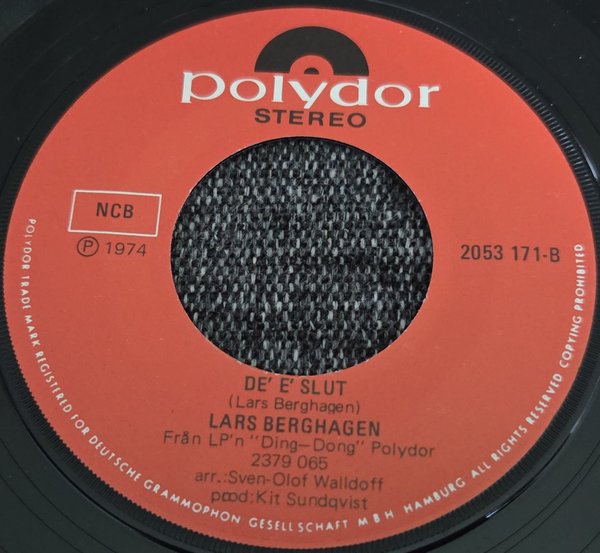 polydor
STEREO
NCB
Ⓟ 1974
2053 171-B
DE' E' SLUT
(Lars Berghagen)
LARS BERGHAGEN
Från LP'n "Ding-Dong" Polydor
2379 065
arr.: Sven-Olof Walldoff
prod: Kit Sundqvist
POLYDOR TRADE MARK REGISTERED FOR DEUTSCHE GRAMMOPHON GESELLSCHAFT MBH HAMBURG ALL RIGHTS RESERVED COPYING PROHIBITED